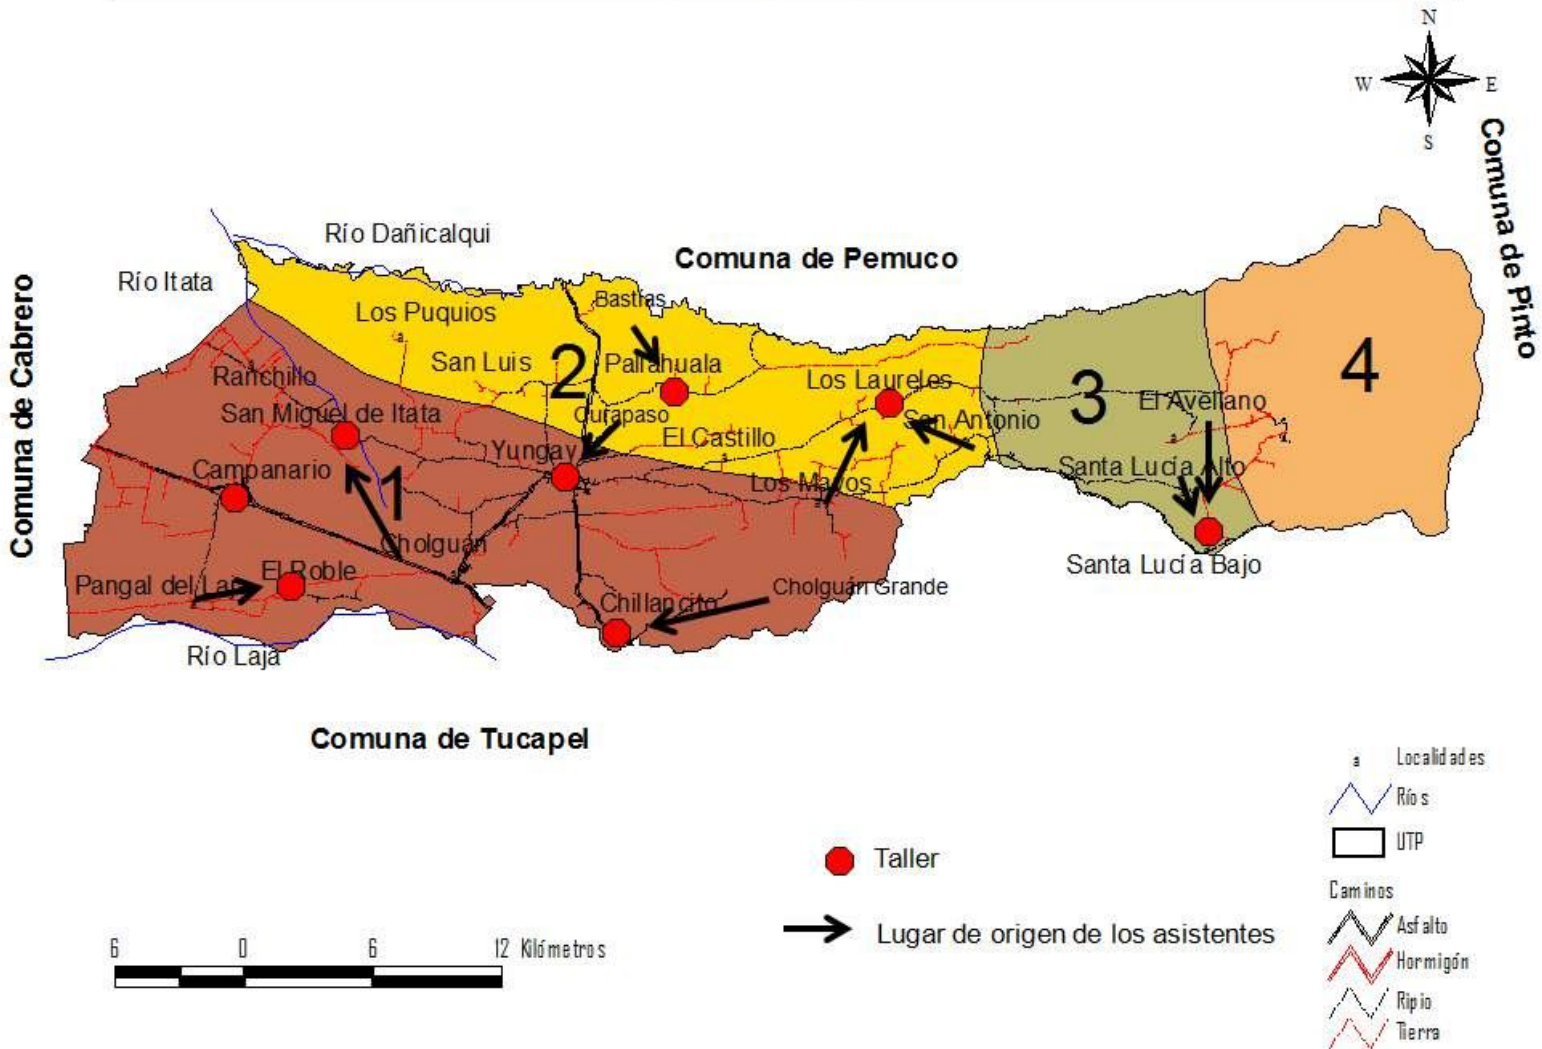 N
W
E
S
Comuna de Pinto
Río Dañicalqui
Comuna de Pemuco
Río Itata
Comuna de Cabrero
Bastías
Los Puquios
San Luis
2
Pallahuala
4
Ranchillo
Los Laureles
3
El Avellano
San Miguel de Itata
Curapaso
San Antonio
El Castillo
Yungay
Santa Lucía Alto
Campanario
1
Los Mayos
Cholguán
Santa Lucía Bajo
El Roble
Pangal del Laja
Cholguán Grande
Chillancito
Río Laja
Comuna de Tucapel
a Localidades
Ríos
UTP
Taller
Caminos
Asfalto
Lugar de origen de los asistentes
6 0 6 12 Kilómetros
Hormigón
Ripio
Tierra